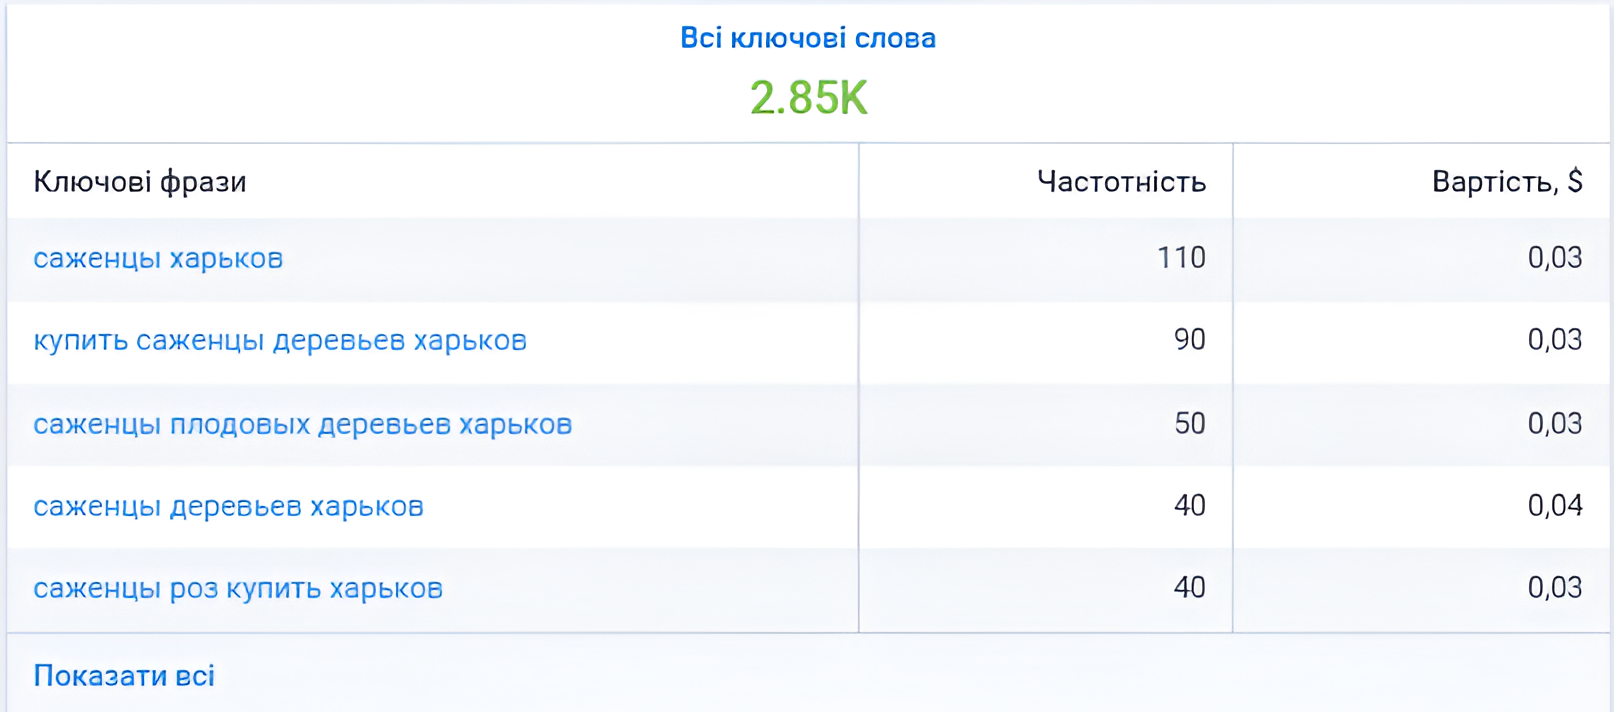 Всі ключові слова
2.85K
Ключові фрази Частотність Вартість, $
саженцы харьков 110 0,03
купить саженцы деревьев харьков 90 0,03
саженцы плодовых деревьев харьков 50 0,03
саженцы деревьев харьков 40 0,04
саженцы роз купить харьков 40 0,03
Показати всі